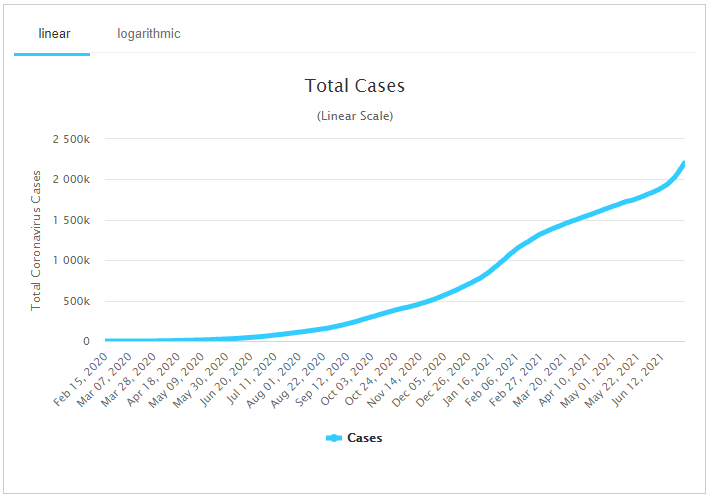 linear
logarithmic
Total Cases
(Linear Scale)
Total Coronavirus Cases
2 500k
2 000k
1 500k
1 000k
500k
0
Feb 15, 2020
Mar 07, 2020
Mar 28, 2020
Apr 18, 2020
May 09, 2020
May 30, 2020
Jun 20, 2020
Jul 11, 2020
Aug 01, 2020
Aug 22, 2020
Sep 12, 2020
Oct 03, 2020
Oct 24, 2020
Nov 14, 2020
Dec 05, 2020
Dec 26, 2020
Jan 16, 2021
Feb 06, 2021
Feb 27, 2021
Mar 20, 2021
Apr 10, 2021
May 01, 2021
May 22, 2021
Jun 12, 2021
Cases